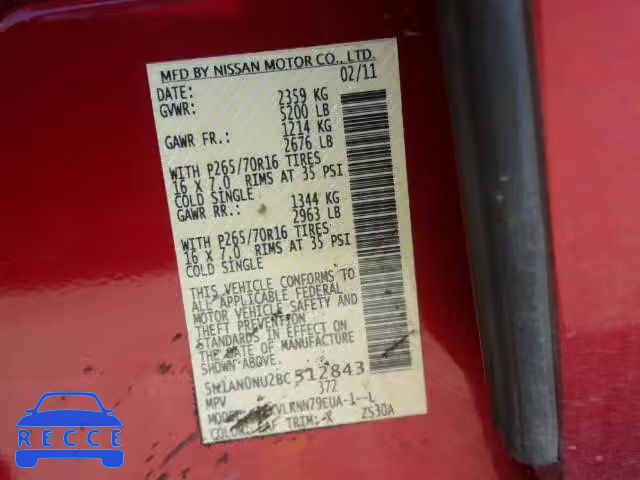 MFD BY NISSAN MOTOR CO., LTD.
DATE: 02/11
GVWR: 2359 KG
5200 LB
GAWR FR.: 1214 KG
2676 LB
WITH P265/70R16 TIRES
16 X 7.0 RIMS AT 35 PSI
COLD SINGLE
GAWR RR.: 1344 KG
2963 LB
WITH P265/70R16 TIRES
16 X 7.0 RIMS AT 35 PSI
COLD SINGLE
THIS VEHICLE CONFORMS TO
ALL APPLICABLE FEDERAL
MOTOR VEHICLE SAFETY AND
THEFT PREVENTION
STANDARDS IN EFFECT ON
THE DATE OF MANUFACTURE
SHOWN ABOVE.
5N1AN0NU2BC512843
MPV 372
MODEL:
COLOR: TRIM: ZS30A